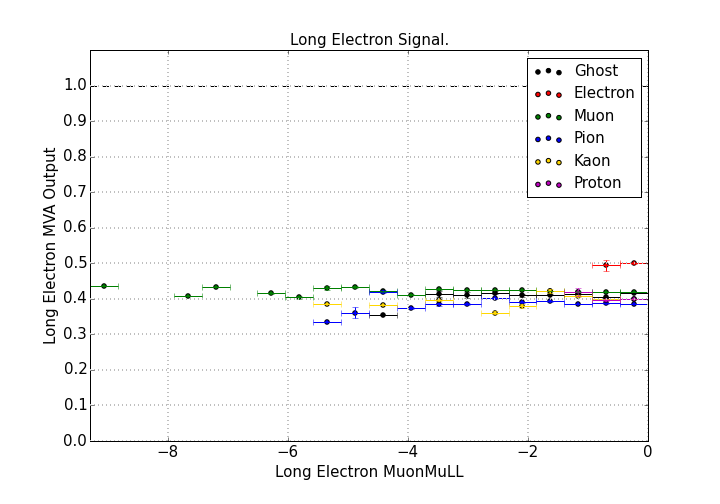 Long Electron Signal.
Long Electron MVA Output
1.0
0.9
0.8
0.7
0.6
0.5
0.4
0.3
0.2
0.1
0.0
Ghost
Electron
Muon
Pion
Kaon
Proton
−8 −6 −4 −2 0
Long Electron MuonMuLL